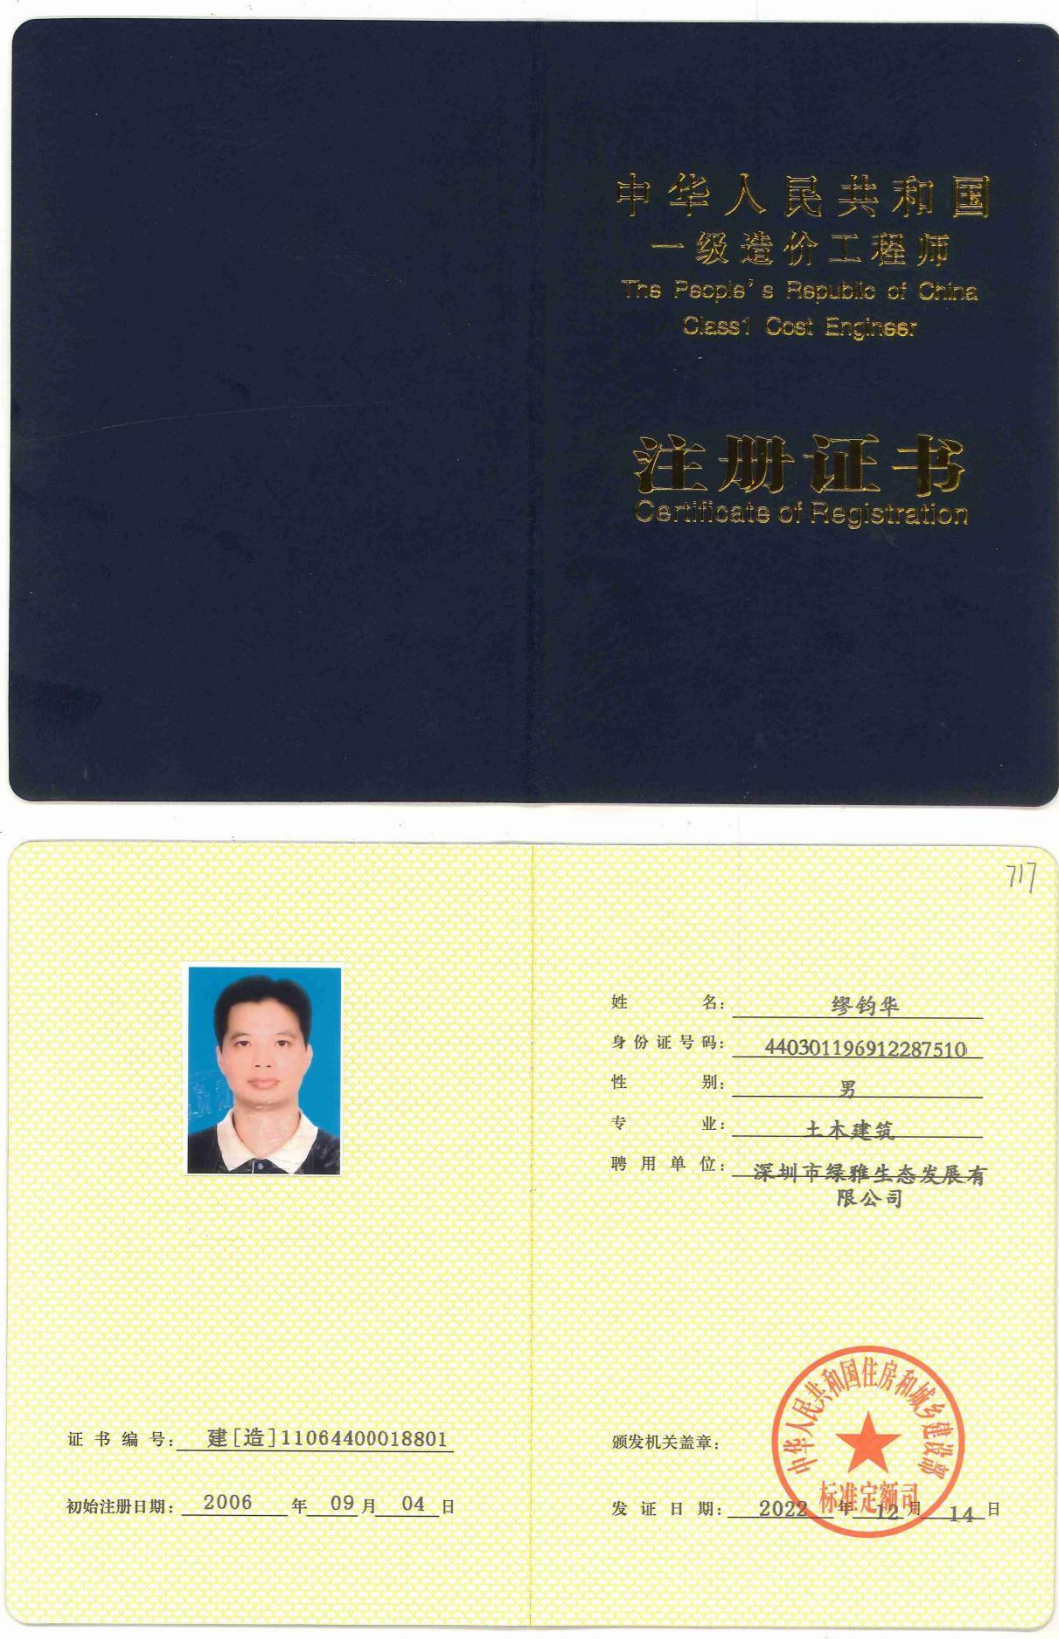 中华人民共和国
一级造价工程师
The People's Republic of China
Class1 Cost Engineer
注册证书
Certificate of Registration
717
姓 名: 缪钧华
身份证号码: 440301196912287510
性 别: 男
专 业: 土木建筑
聘用单位: 深圳市绿雅生态发展有
限公司
证书编号: 建[造]11064400018801
初始注册日期: 2006 年 09 月 04 日
中华人民共和国住房和城乡建设部
标准定额司
颁发机关盖章:
发证日期: 2022 年 12 月 14 日